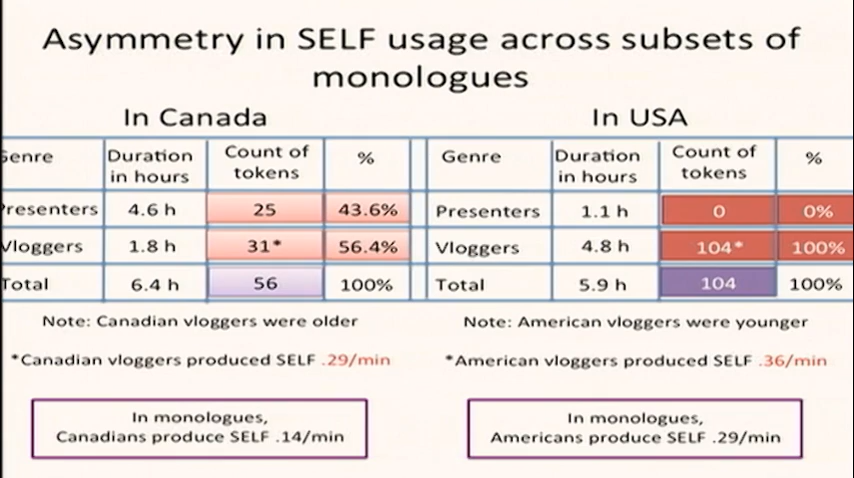 Asymmetry in SELF usage across subsets of
monologues
In Canada
Genre Duration in hours Count of tokens %
Presenters 4.6 h 25 43.6%
Vloggers 1.8 h 31* 56.4%
Total 6.4 h 56 100%
Note: Canadian vloggers were older
*Canadian vloggers produced SELF .29/min
In monologues,
Canadians produce SELF .14/min
In USA
Genre Duration in hours Count of tokens %
Presenters 1.1 h 0 0%
Vloggers 4.8 h 104* 100%
Total 5.9 h 104 100%
Note: American vloggers were younger
*American vloggers produced SELF .36/min
In monologues,
Americans produce SELF .29/min